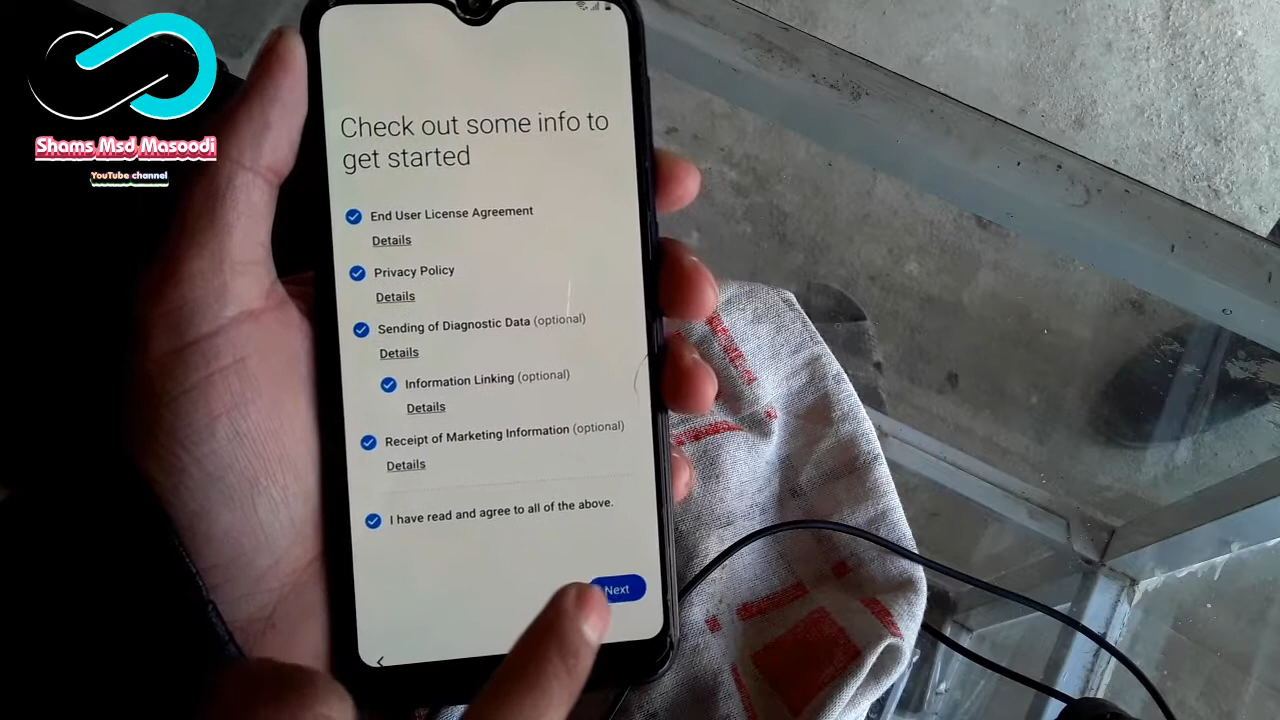 Shams Msd Masoodi
YouTube channel
Check out some info to
get started
End User License Agreement
Details
Privacy Policy
Details
Sending of Diagnostic Data (optional)
Details
Information Linking (optional)
Details
Receipt of Marketing Information (optional)
Details
I have read and agree to all of the above.
Next